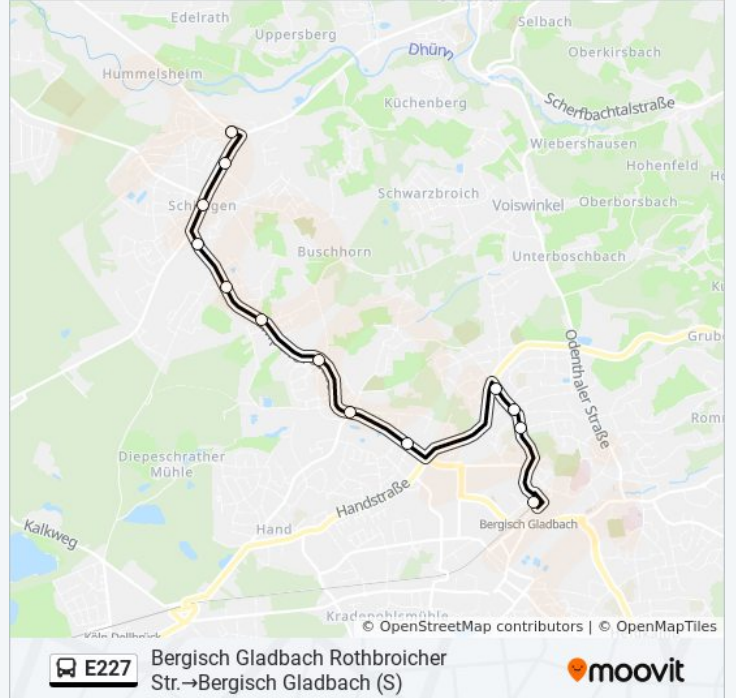 Edelrath
Selbach
Uppersberg
Dhünn
Oberkirsbach
Hummelsheim
Küchenberg
Scherfbachtalstraße
Wiebershausen
Hohenfeld
Schwarzbroich
Voiswinkel
Oberborsbach
Buschhorn
Unterboschbach
Odenthaler Straße
Diepeschrather
Mühle
Handstraße
Kalkweg
Hand
Bergisch Gladbach
© OpenStreetMap contributors | © OpenMapTiles
E227
Bergisch Gladbach Rothbroicher
Str.→Bergisch Gladbach (S)
moovit